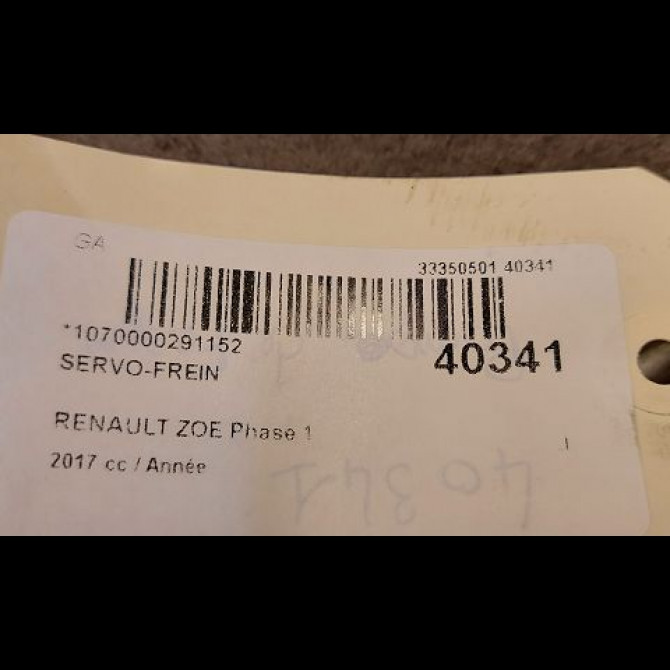 GA
33350501 40341
*1070000291152
40341
SERVO-FREIN
RENAULT ZOE Phase 1
2017 cc / Année
40341